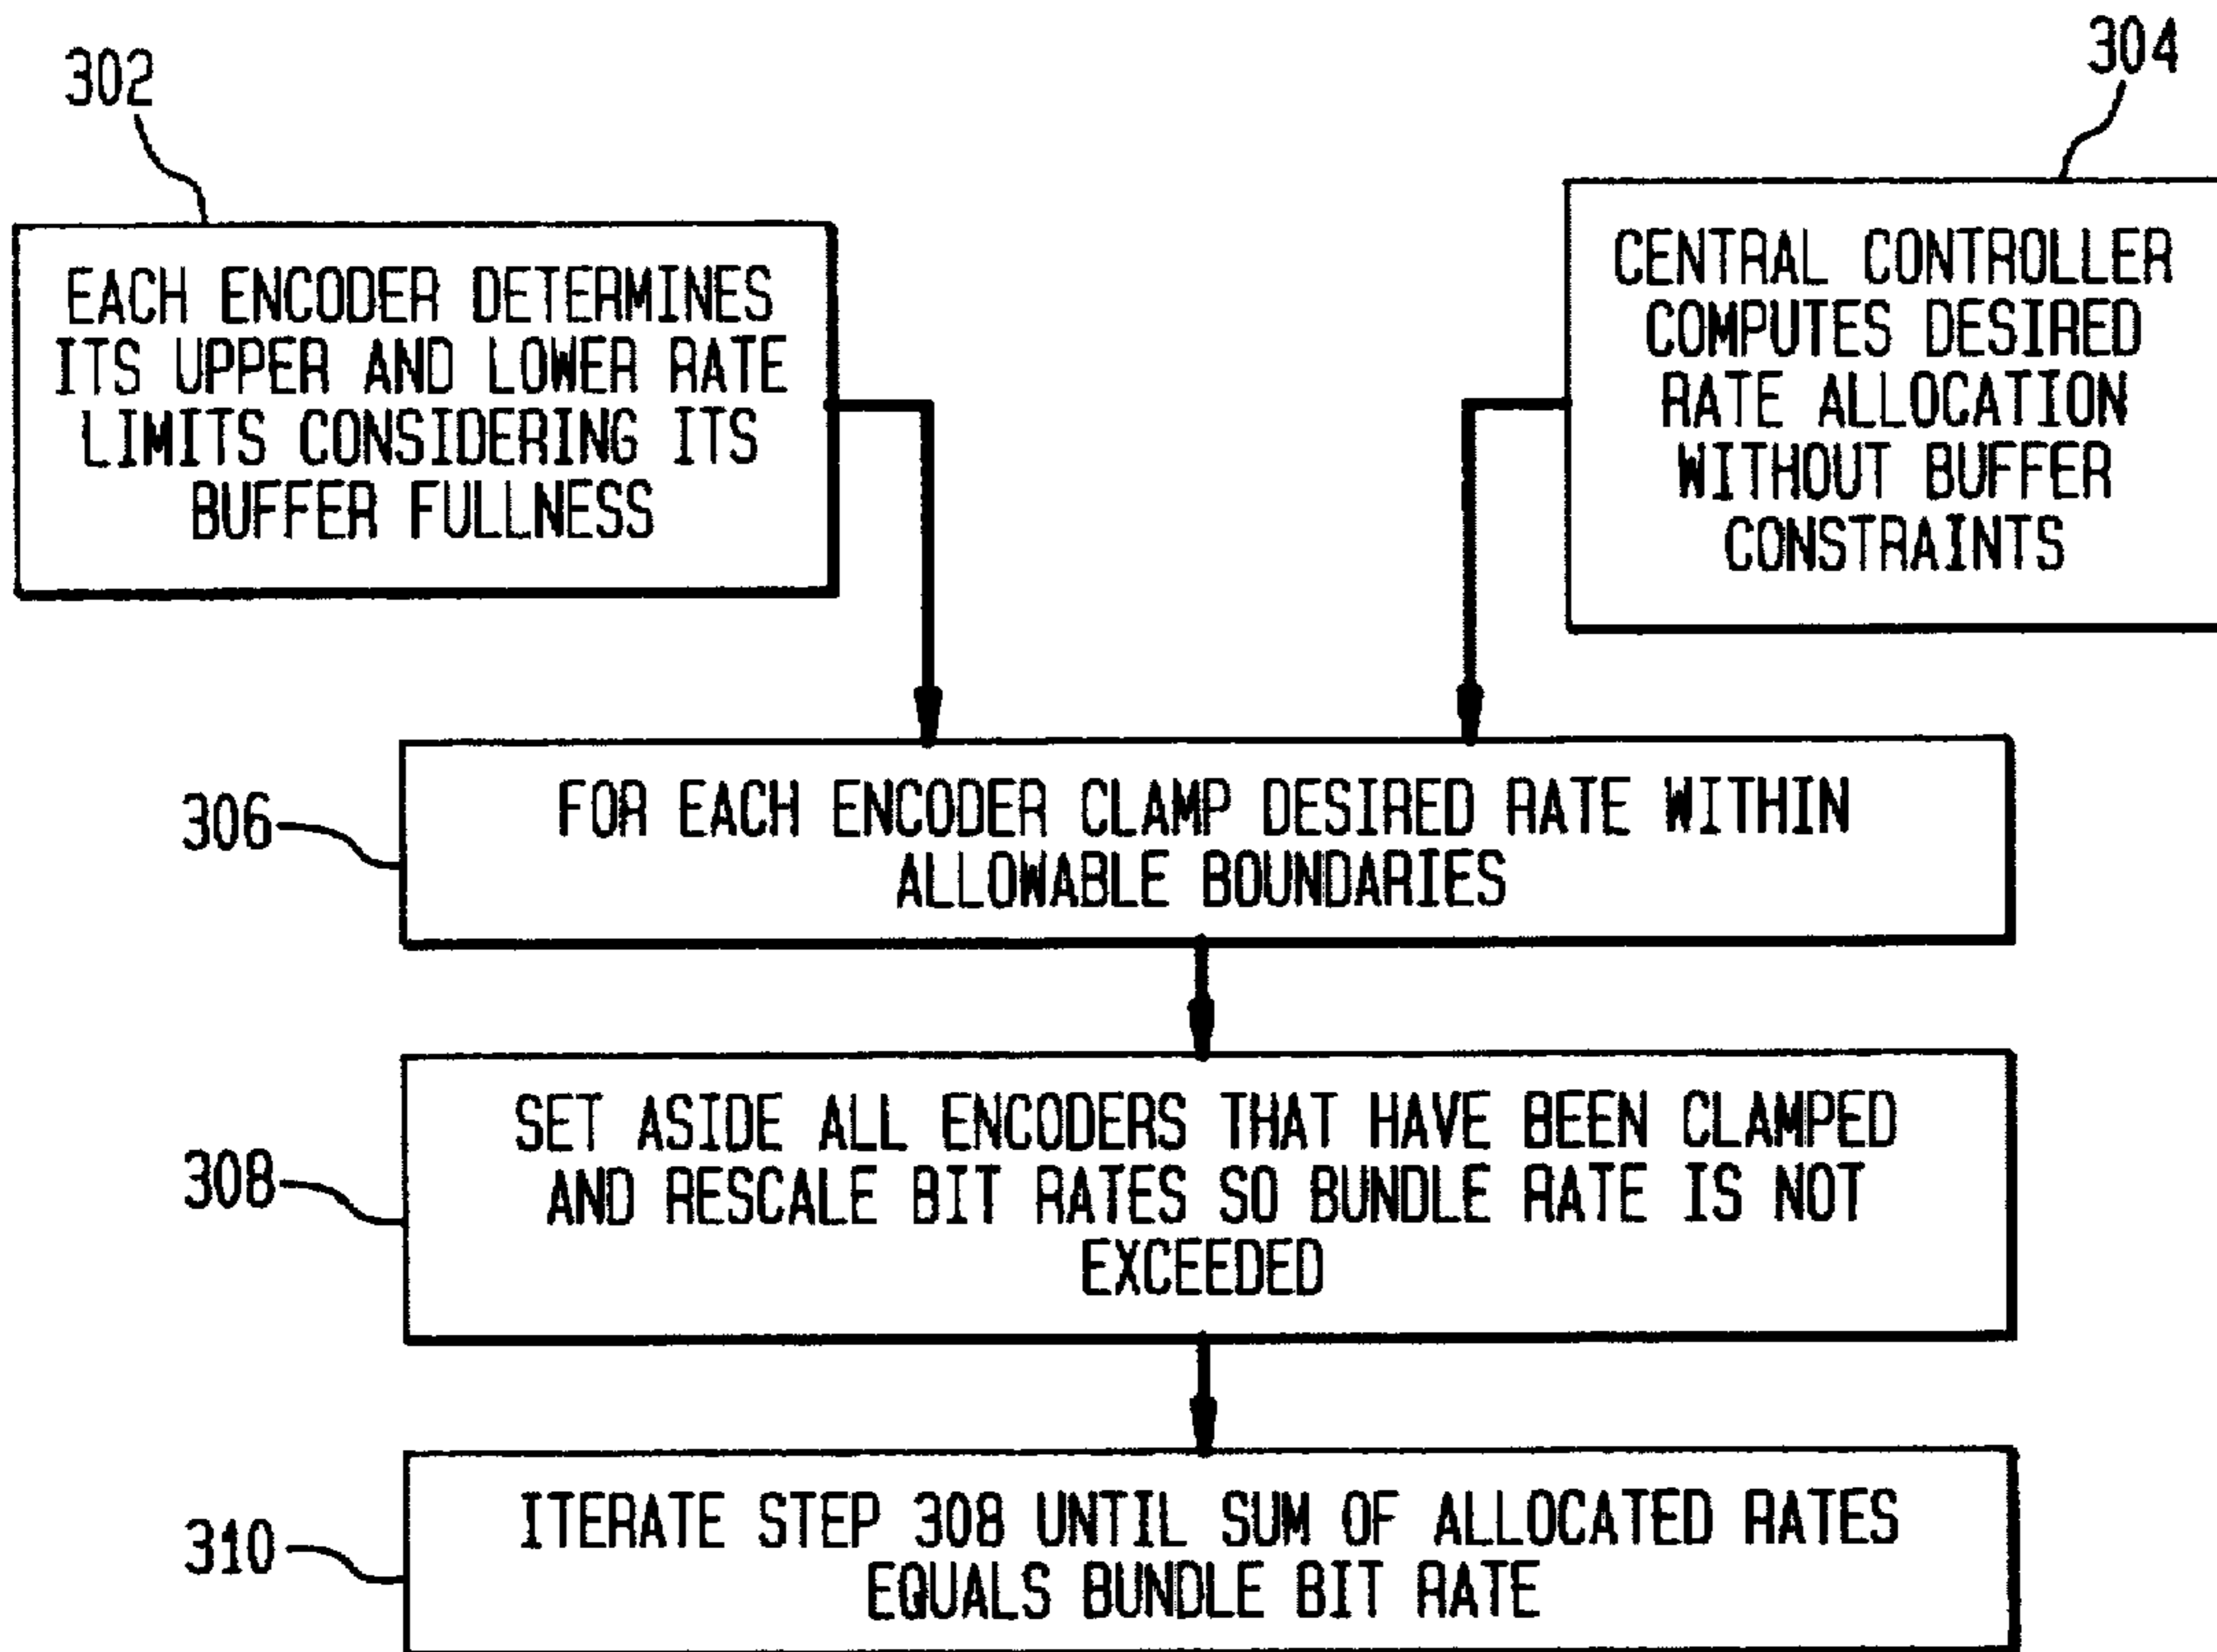 302
EACH ENCODER DETERMINES
ITS UPPER AND LOWER RATE
LIMITS CONSIDERING ITS
BUFFER FULLNESS
304
CENTRAL CONTROLLER
COMPUTES DESIRED
RATE ALLOCATION
WITHOUT BUFFER
CONSTRAINTS
306
FOR EACH ENCODER CLAMP DESIRED RATE WITHIN
ALLOWABLE BOUNDARIES
308
SET ASIDE ALL ENCODERS THAT HAVE BEEN CLAMPED
AND RESCALE BIT RATES SO BUNDLE RATE IS NOT
EXCEEDED
310
ITERATE STEP 308 UNTIL SUM OF ALLOCATED RATES
EQUALS BUNDLE BIT RATE